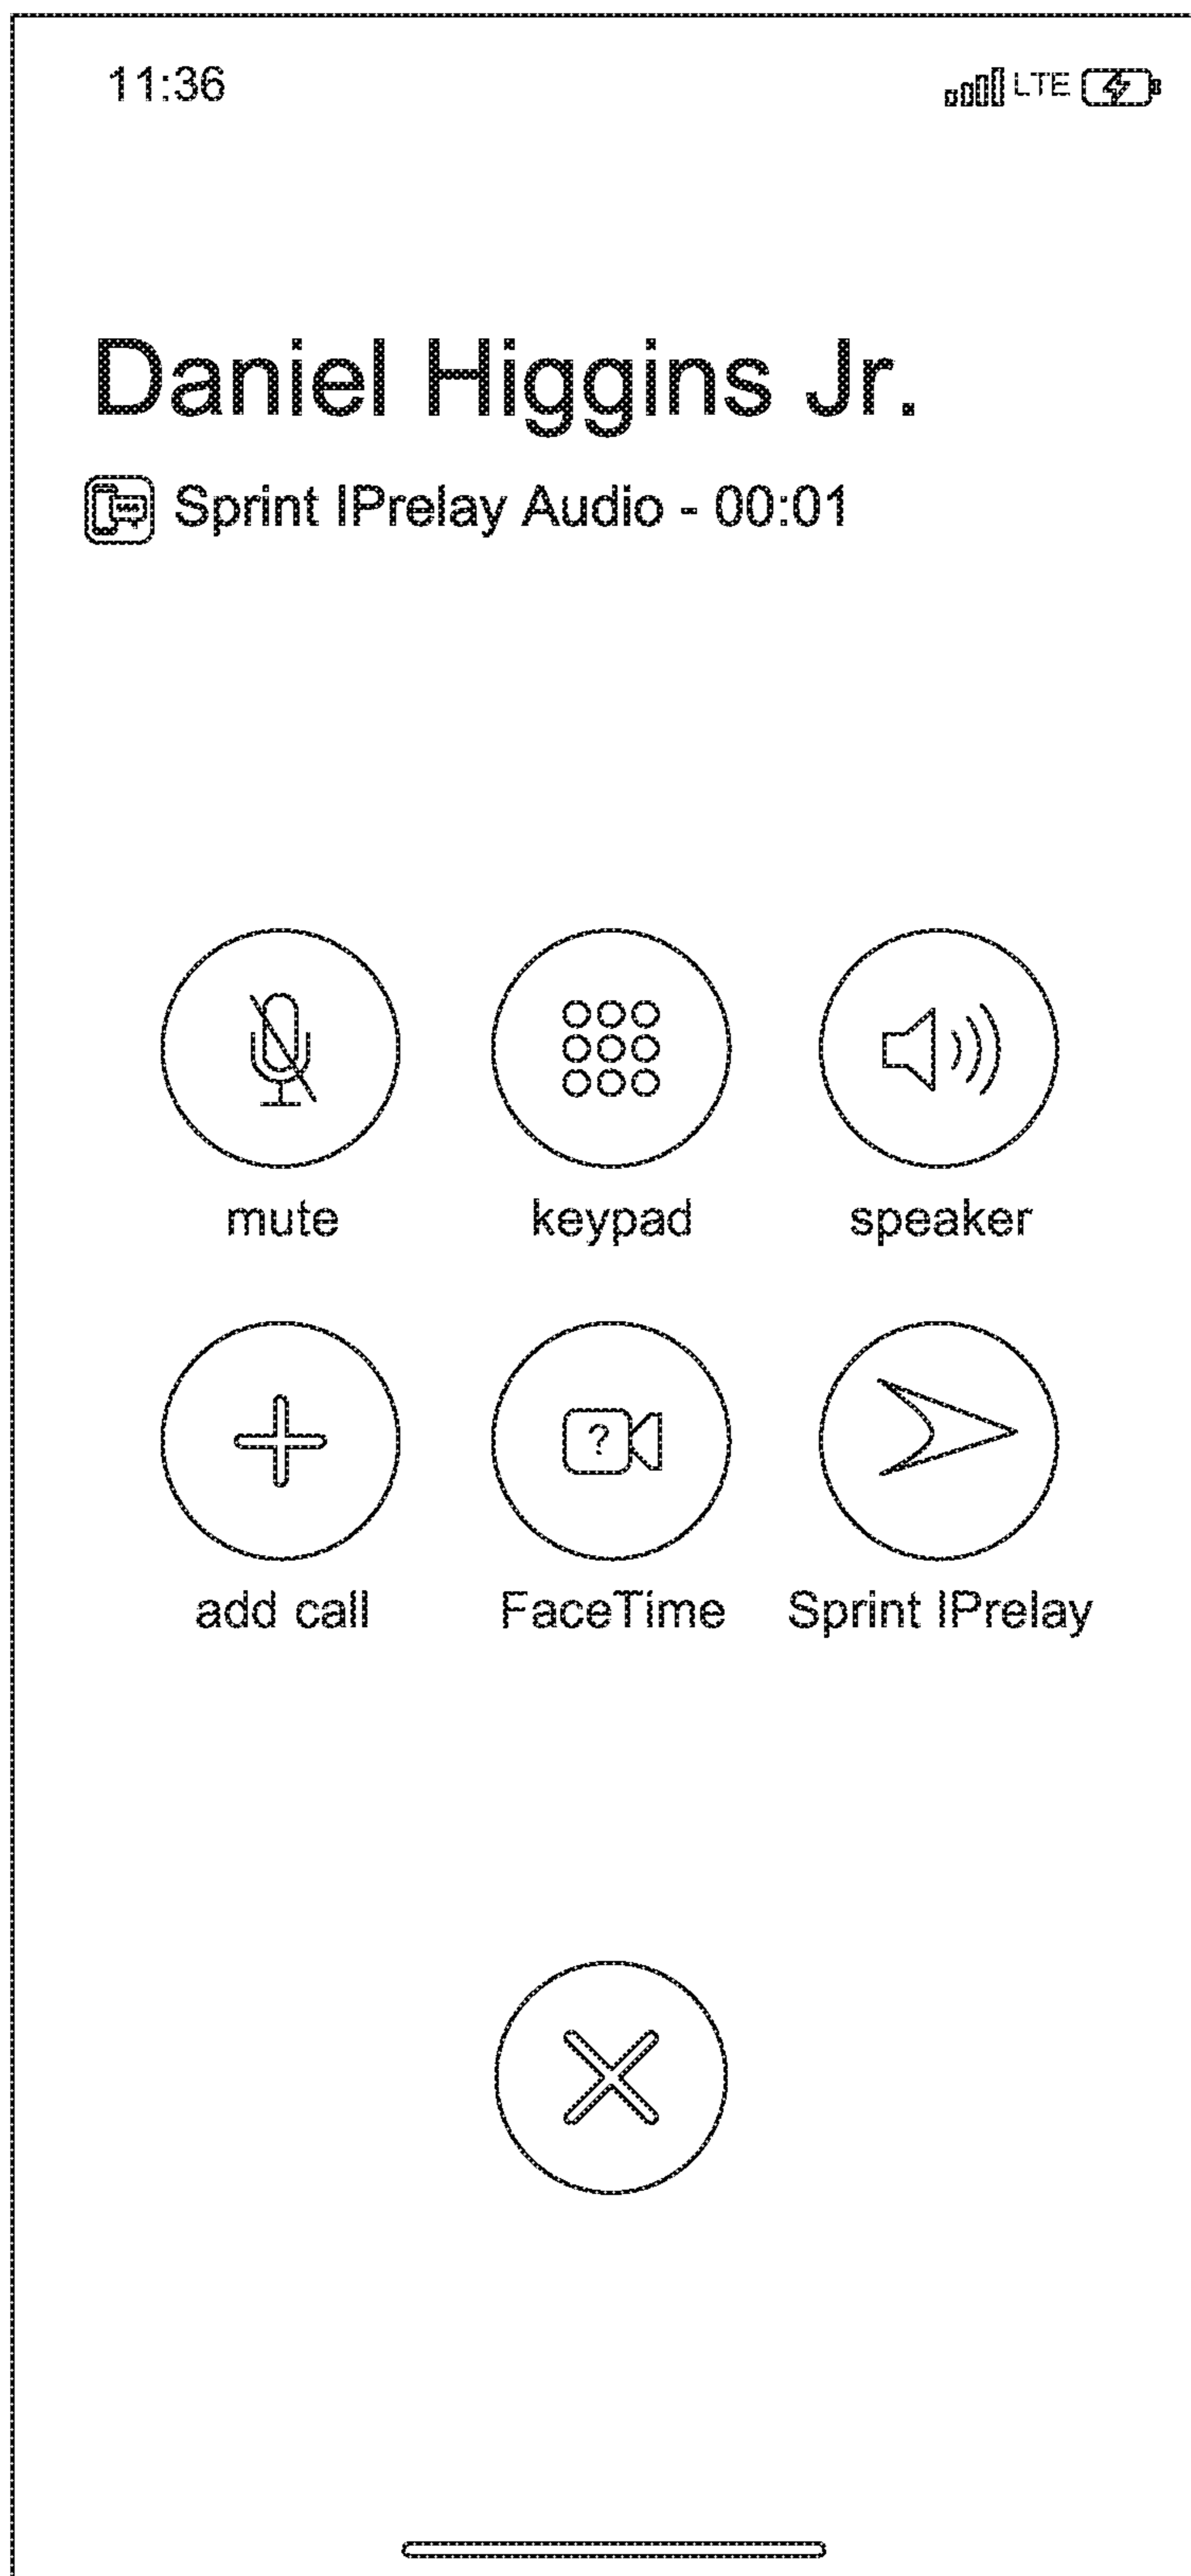 11:36 LTE
Daniel Higgins Jr.
Sprint IPrelay Audio - 00:01
mute keypad speaker
?
add call FaceTime Sprint IPrelay